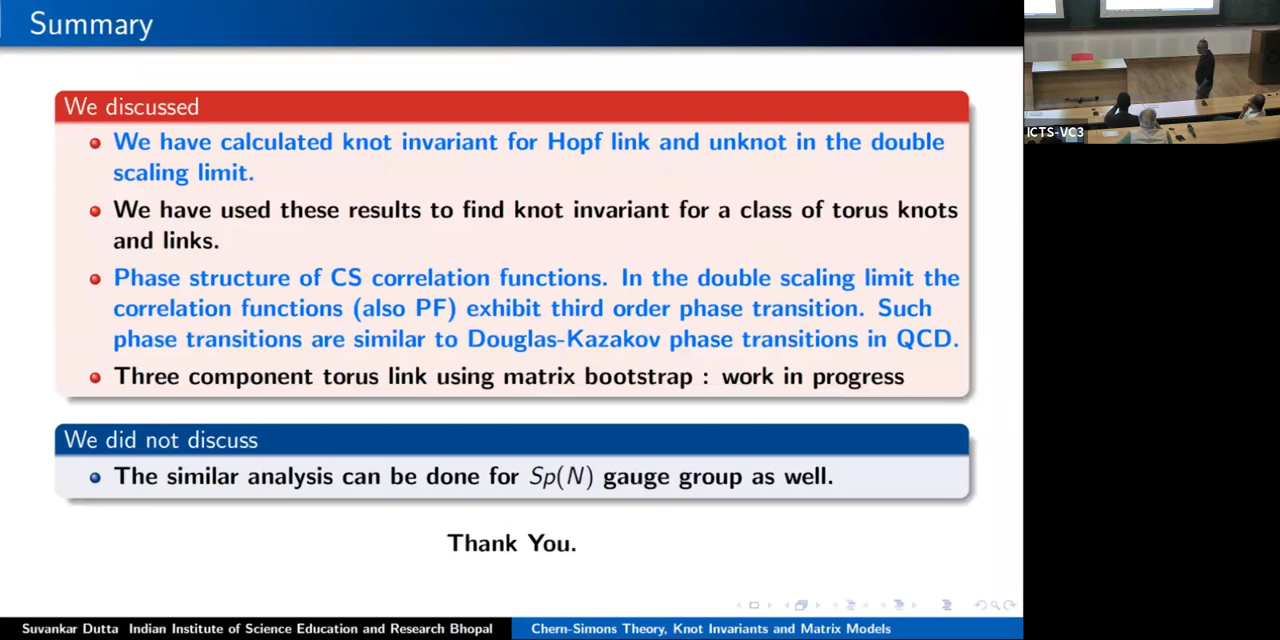 Summary
We discussed
We have calculated knot invariant for Hopf link and unknot in the double
scaling limit.
We have used these results to find knot invariant for a class of torus knots
and links.
Phase structure of CS correlation functions. In the double scaling limit the
correlation functions (also PF) exhibit third order phase transition. Such
phase transitions are similar to Douglas-Kazakov phase transitions in QCD.
Three component torus link using matrix bootstrap : work in progress
We did not discuss
The similar analysis can be done for Sp(N) gauge group as well.
Thank You.
Suvankar Dutta Indian Institute of Science Education and Research Bhopal
Chern-Simons Theory, Knot Invariants and Matrix Models
ICTS-VC3